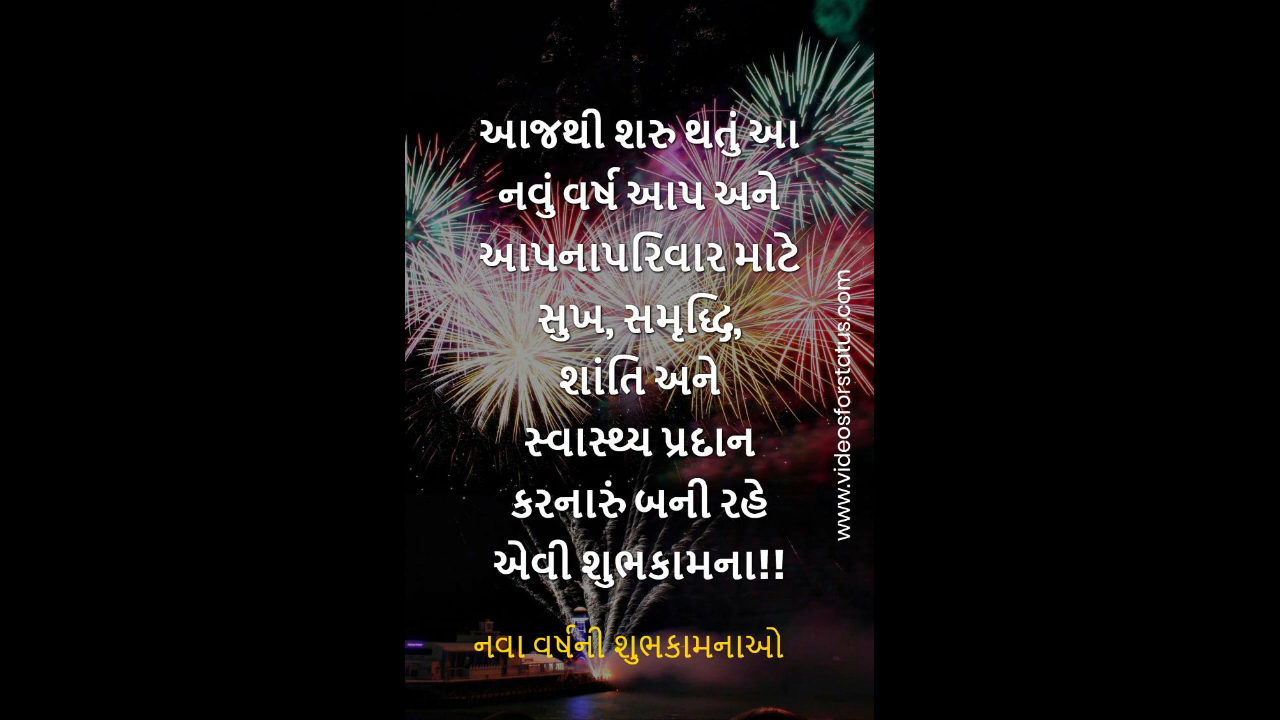 આજથી શરુ થતું આ
નવું વર્ષ આપ અને
આપનાપરિવાર માટે
સુખ, સમૃદ્ધિ,
શાંતિ અને
સ્વાસ્થ્ય પ્રદાન
કરનારું બની રહે
એવી શુભકામના!!
નવા વર્ષની શુભકામનાઓ
www.videosforstatus.com